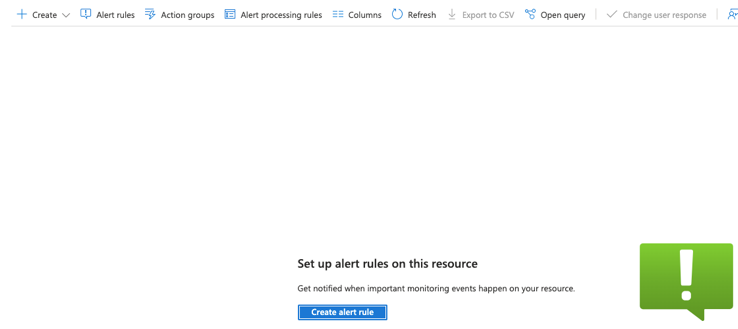 Create Alert rules Action groups Alert processing rules Columns Refresh Export to CSV Open query Change user response
Set up alert rules on this resource
Get notified when important monitoring events happen on your resource.
Create alert rule